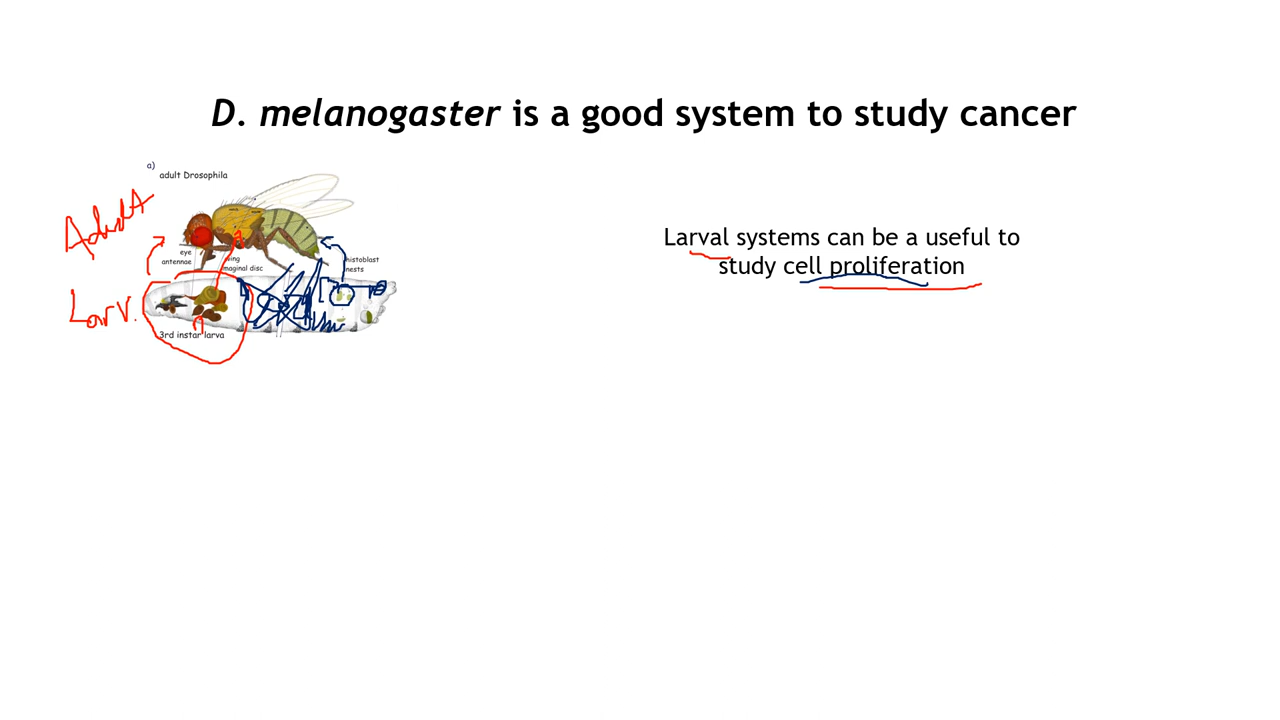 D. melanogaster is a good system to study cancer
a)
adult Drosophila
Adult
eye
antennae
wing
imaginal disc
histoblast
nests
Larv.
3rd instar larva
Larval systems can be a useful to
study cell proliferation